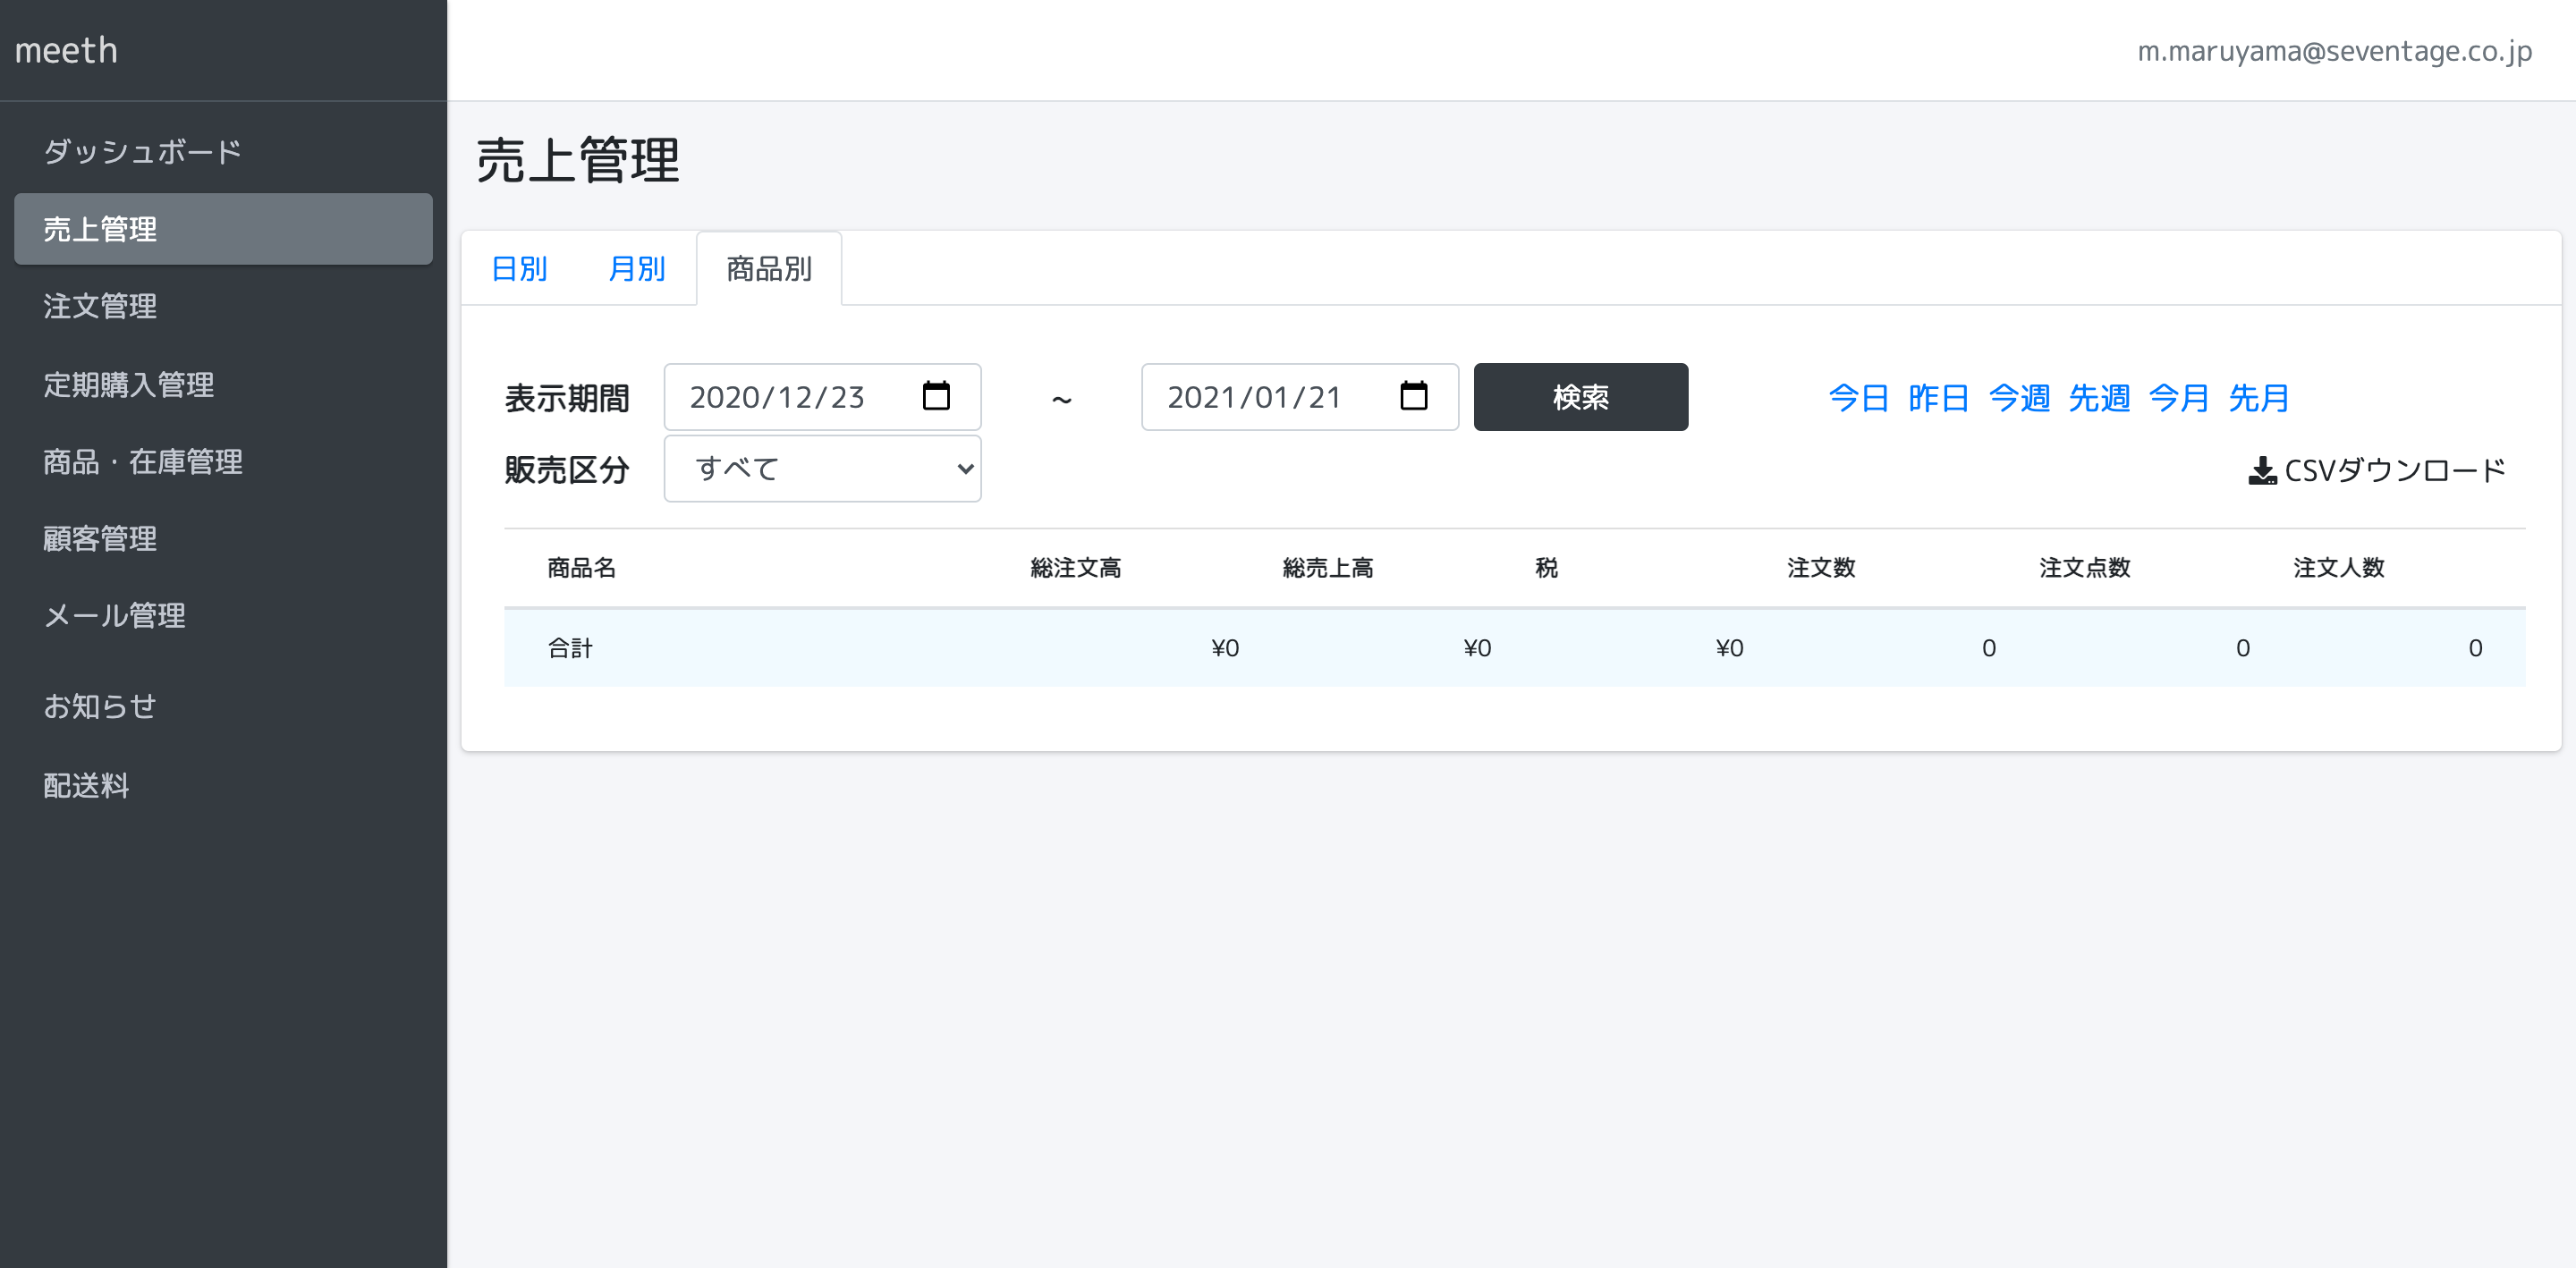 meeth
m.maruyama@seventage.co.jp
ダッシュボード
売上管理
注文管理
定期購入管理
商品・在庫管理
顧客管理
メール管理
お知らせ
配送料
売上管理
日別 月別 商品別
表示期間 2020/12/23 ~ 2021/01/21 検索 今日 昨日 今週 先週 今月 先月
販売区分 すべて CSVダウンロード
商品名 総注文高 総売上高 税 注文数 注文点数 注文人数
合計 ¥0 ¥0 ¥0 0 0 0